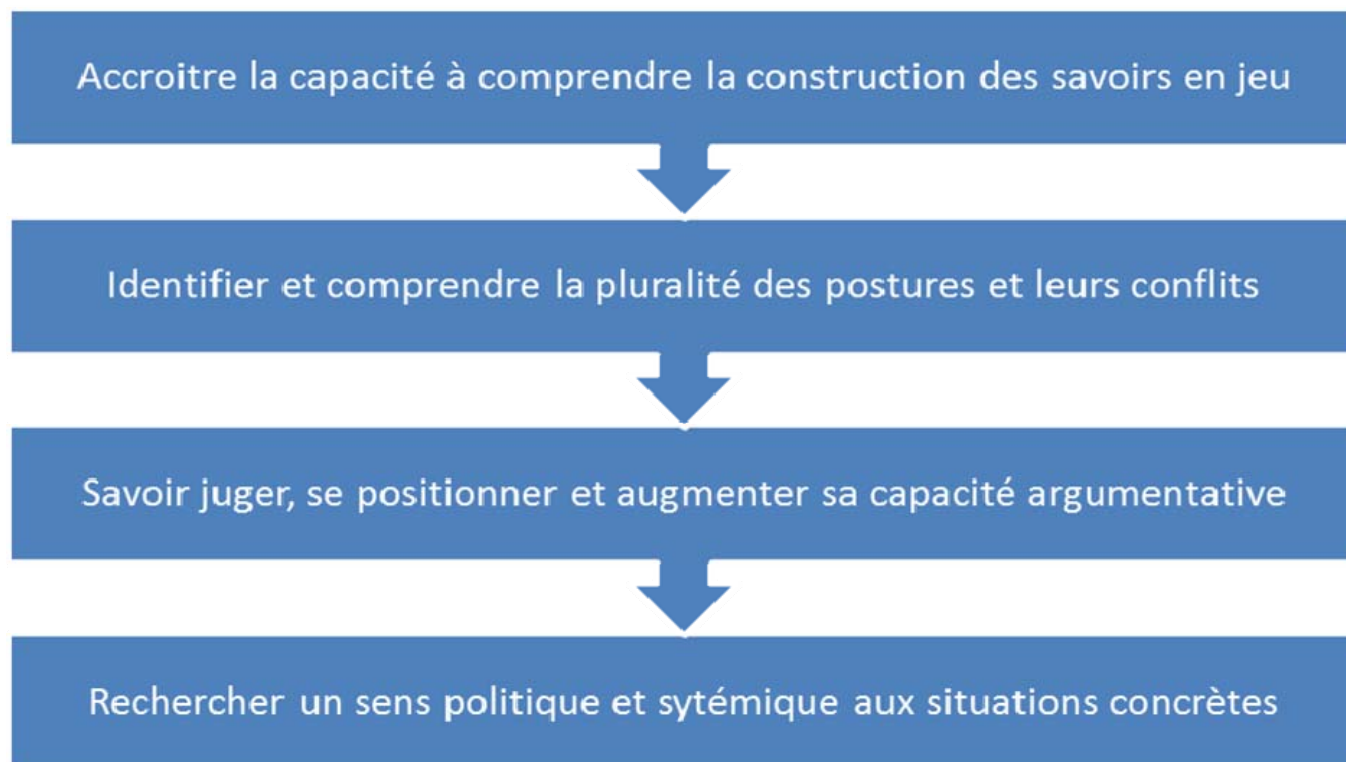 Accroitre la capacité à comprendre la construction des savoirs en jeu
Identifier et comprendre la pluralité des postures et leurs conflits
Savoir juger, se positionner et augmenter sa capacité argumentative
Rechercher un sens politique et sytémique aux situations concrètes